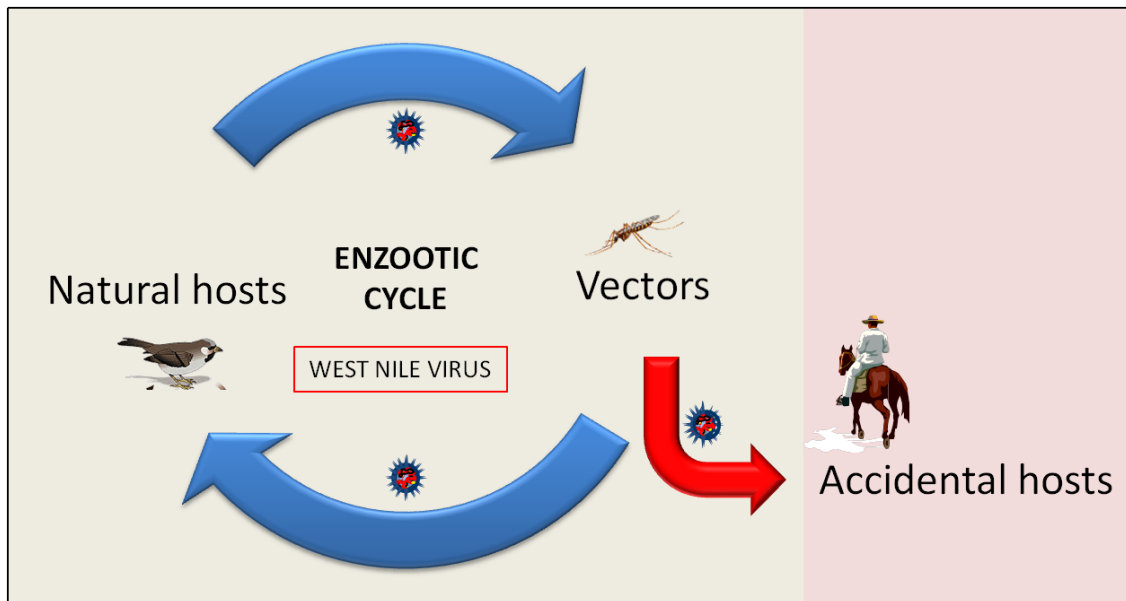 ENZOOTIC
CYCLE
Natural hosts
Vectors
WEST NILE VIRUS
Accidental hosts